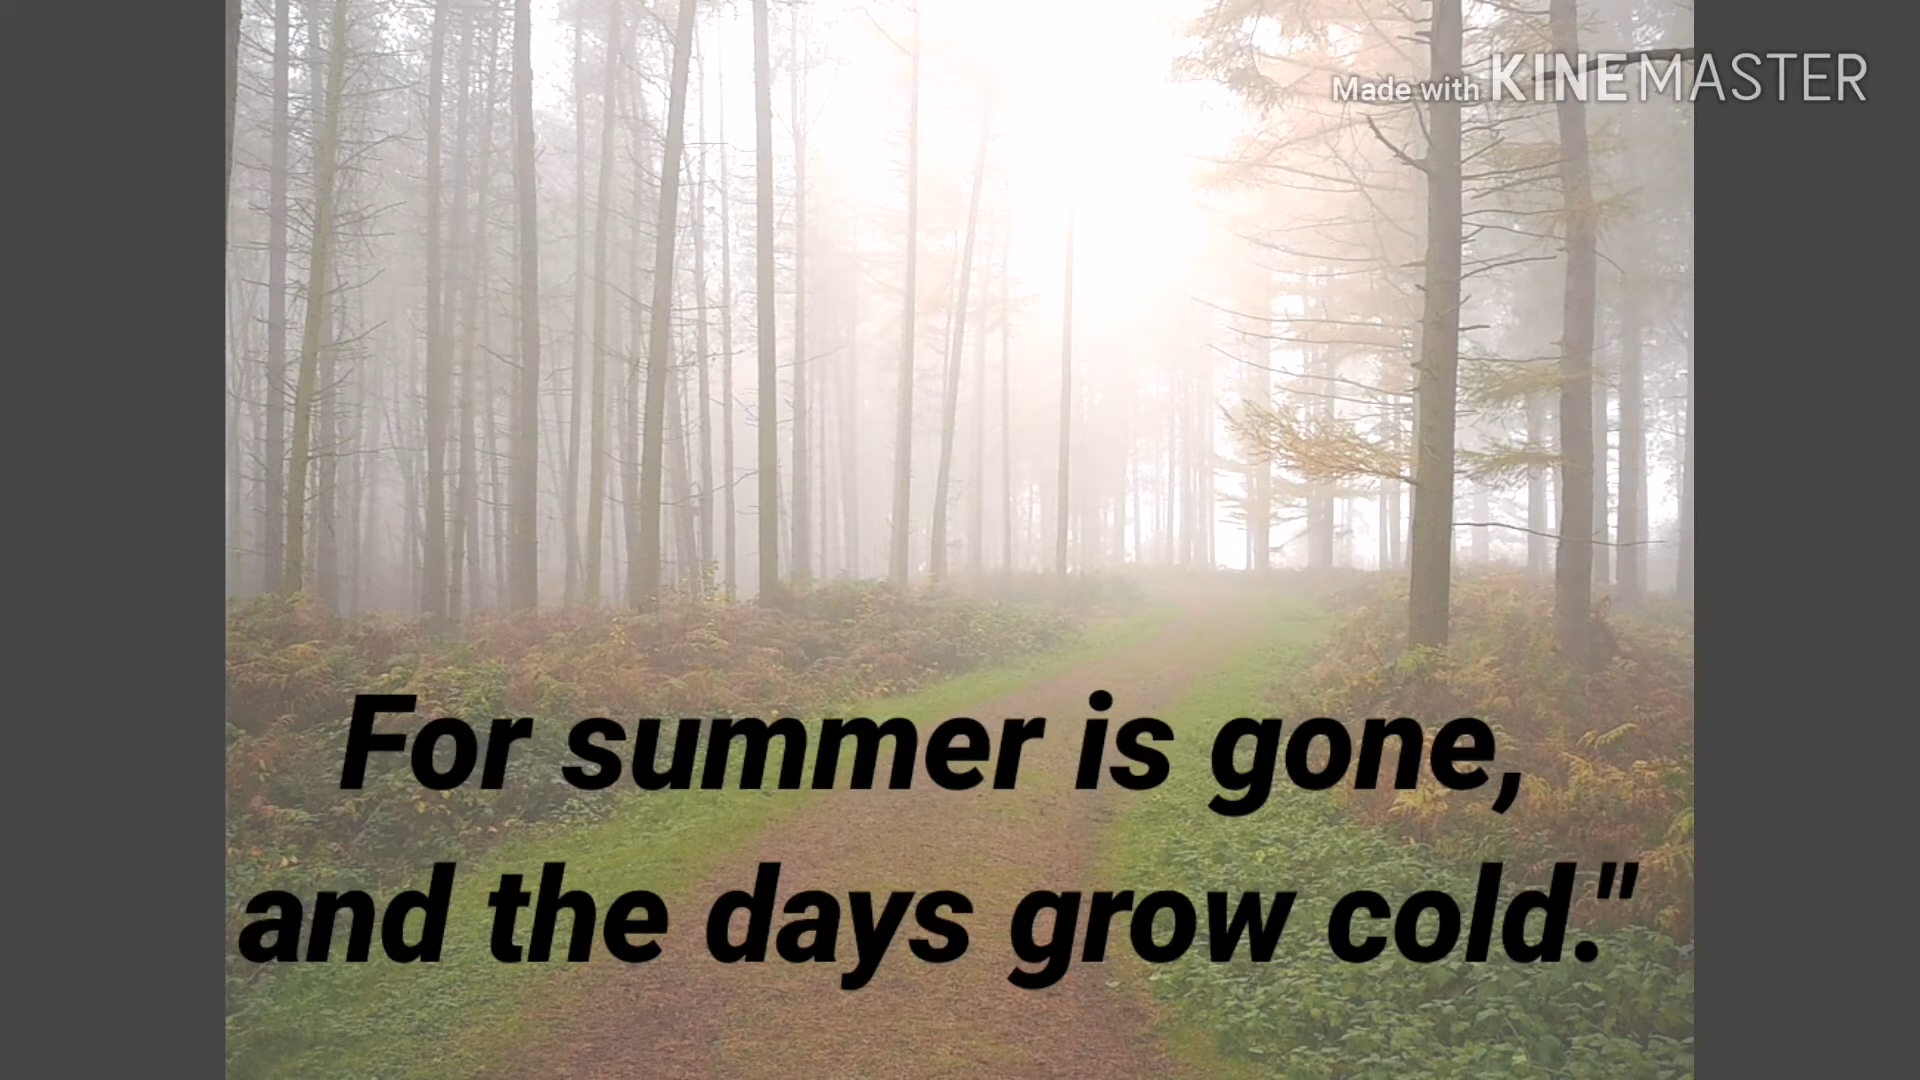 Made with KINEMASTER
For summer is gone,
and the days grow cold."